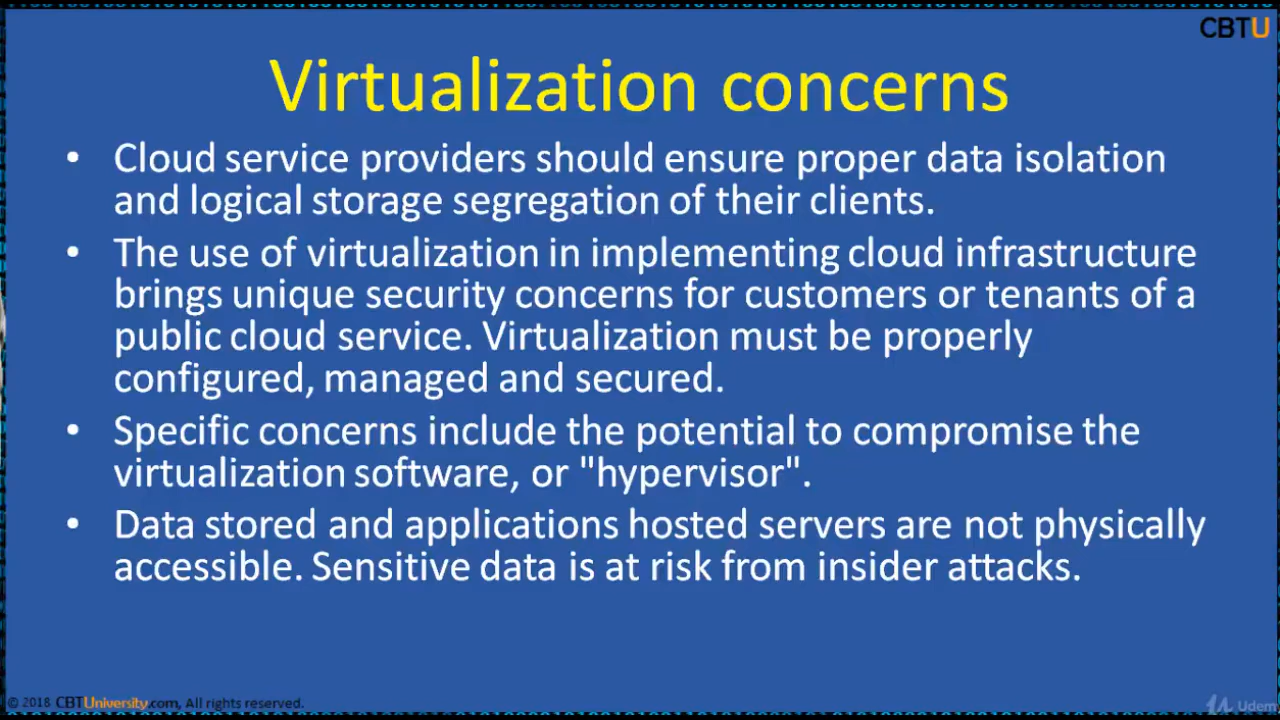 CBTU
Virtualization concerns
• Cloud service providers should ensure proper data isolation
and logical storage segregation of their clients.
• The use of virtualization in implementing cloud infrastructure
brings unique security concerns for customers or tenants of a
public cloud service. Virtualization must be properly
configured, managed and secured.
• Specific concerns include the potential to compromise the
virtualization software, or "hypervisor".
• Data stored and applications hosted servers are not physically
accessible. Sensitive data is at risk from insider attacks.
© 2018 CBTUniversity.com, All rights reserved.